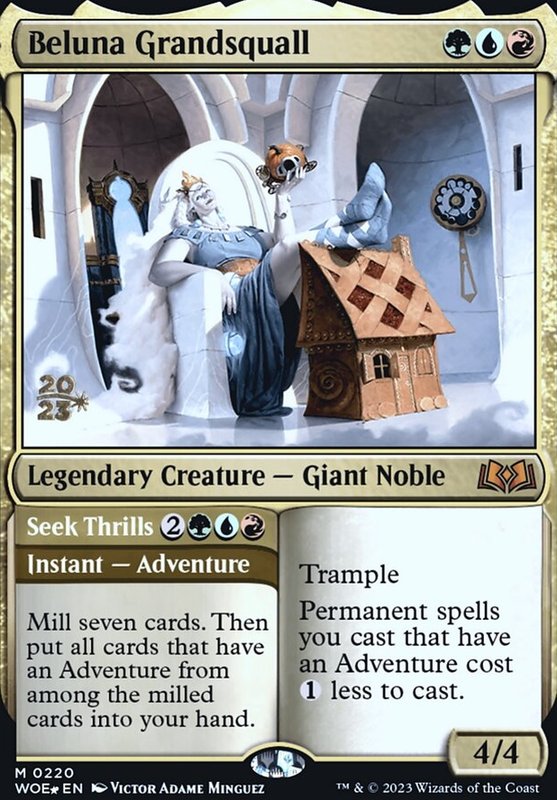 Beluna Grandsquall
20
23
Legendary Creature — Giant Noble
Seek Thrills 2
Instant — Adventure
Mill seven cards. Then
put all cards that have
an Adventure from
among the milled
cards into your hand.
Trample
Permanent spells
you cast that have
an Adventure cost
1 less to cast.
4/4
M 0220
WOE★EN Victor Adame Minguez
™ & © 2023 Wizards of the Coast